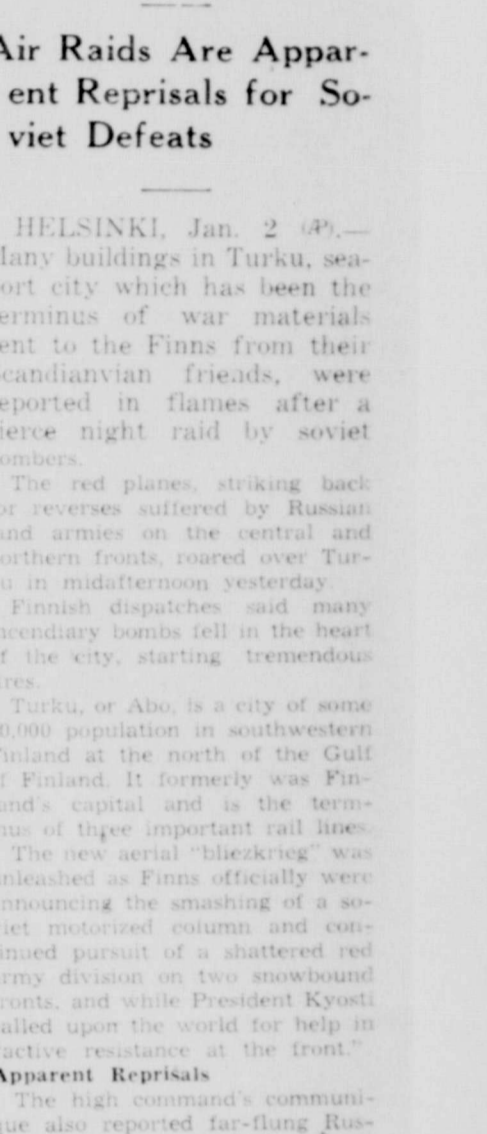 Air Raids Are Appar-
ent Reprisals for So-
viet Defeats
HELSINKI, Jan. 2 (AP).—
Many buildings in Turku, sea-
ort city which has been the
erminus of war materials
ent to the Finns from their
candianvian friends, were
eported in flames after a
ierce night raid by soviet
ombers.
The red planes, striking back
or reverses suffered by Russian
and armies on the central and
orthern fronts, roared over Tur-
u in midafternoon yesterday.
Finnish dispatches said many
ncendiary bombs fell in the heart
f the city, starting tremendous
ires.
Turku, or Abo, is a city of some
0,000 population in southwestern
inland at the north of the Gulf
f Finland. It formerly was Fin-
and's capital and is the term-
nus of three important rail lines.
The new aerial "bliezkrieg" was
nleashed as Finns officially were
nnouncing the smashing of a so-
iet motorized column and con-
inued pursuit of a shattered red
rmy division on two snowbound
ronts, and while President Kyosti
alled upon the world for help in
active resistance at the front."
Apparent Reprisals
The high command's communi-
que also reported far-flung Rus-